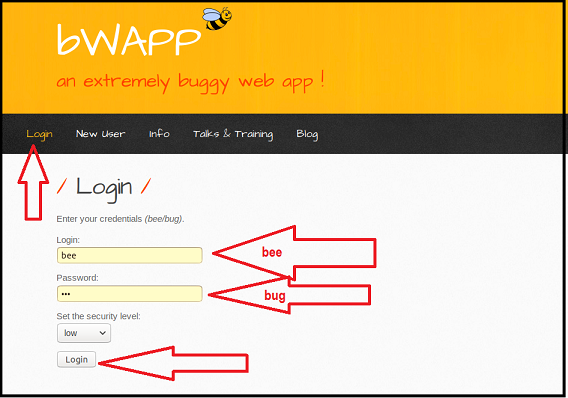 bWAPP
an extremely buggy web app !
Login New User Info Talks & Training Blog
/ Login /
Enter your credentials (bee/bug).
Login:
bee
bee
Password:
•••
bug
Set the security level:
low
Login